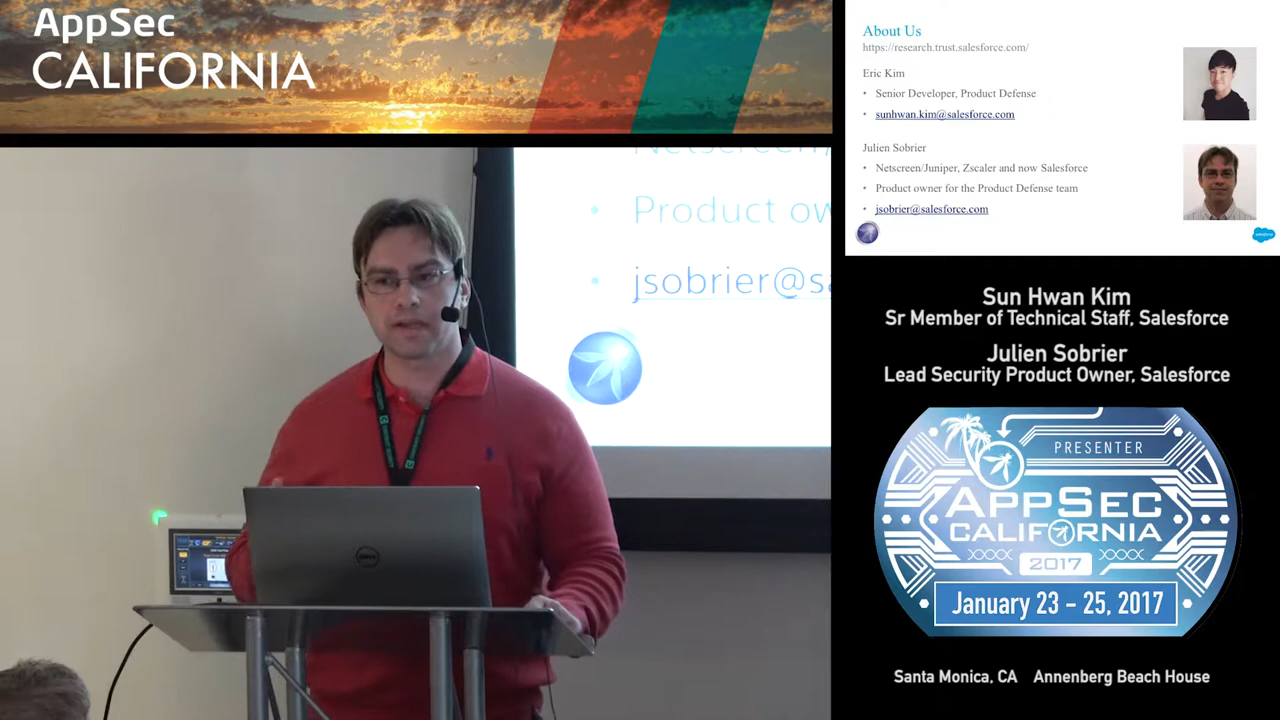 AppSec
CALIFORNIA
Product ow
jsobrier@sa
DELL
About Us
https://research.trust.salesforce.com/
Eric Kim
• Senior Developer, Product Defense
• sunhwan.kim@salesforce.com
Julien Sobrier
• Netscreen/Juniper, Zscaler and now Salesforce
• Product owner for the Product Defense team
• jsobrier@salesforce.com
salesforce
Sun Hwan Kim
Sr Member of Technical Staff, Salesforce
Julien Sobrier
Lead Security Product Owner, Salesforce
PRESENTER
APPSEC
CALIFORNIA
2017
January 23 - 25, 2017
Santa Monica, CA Annenberg Beach House